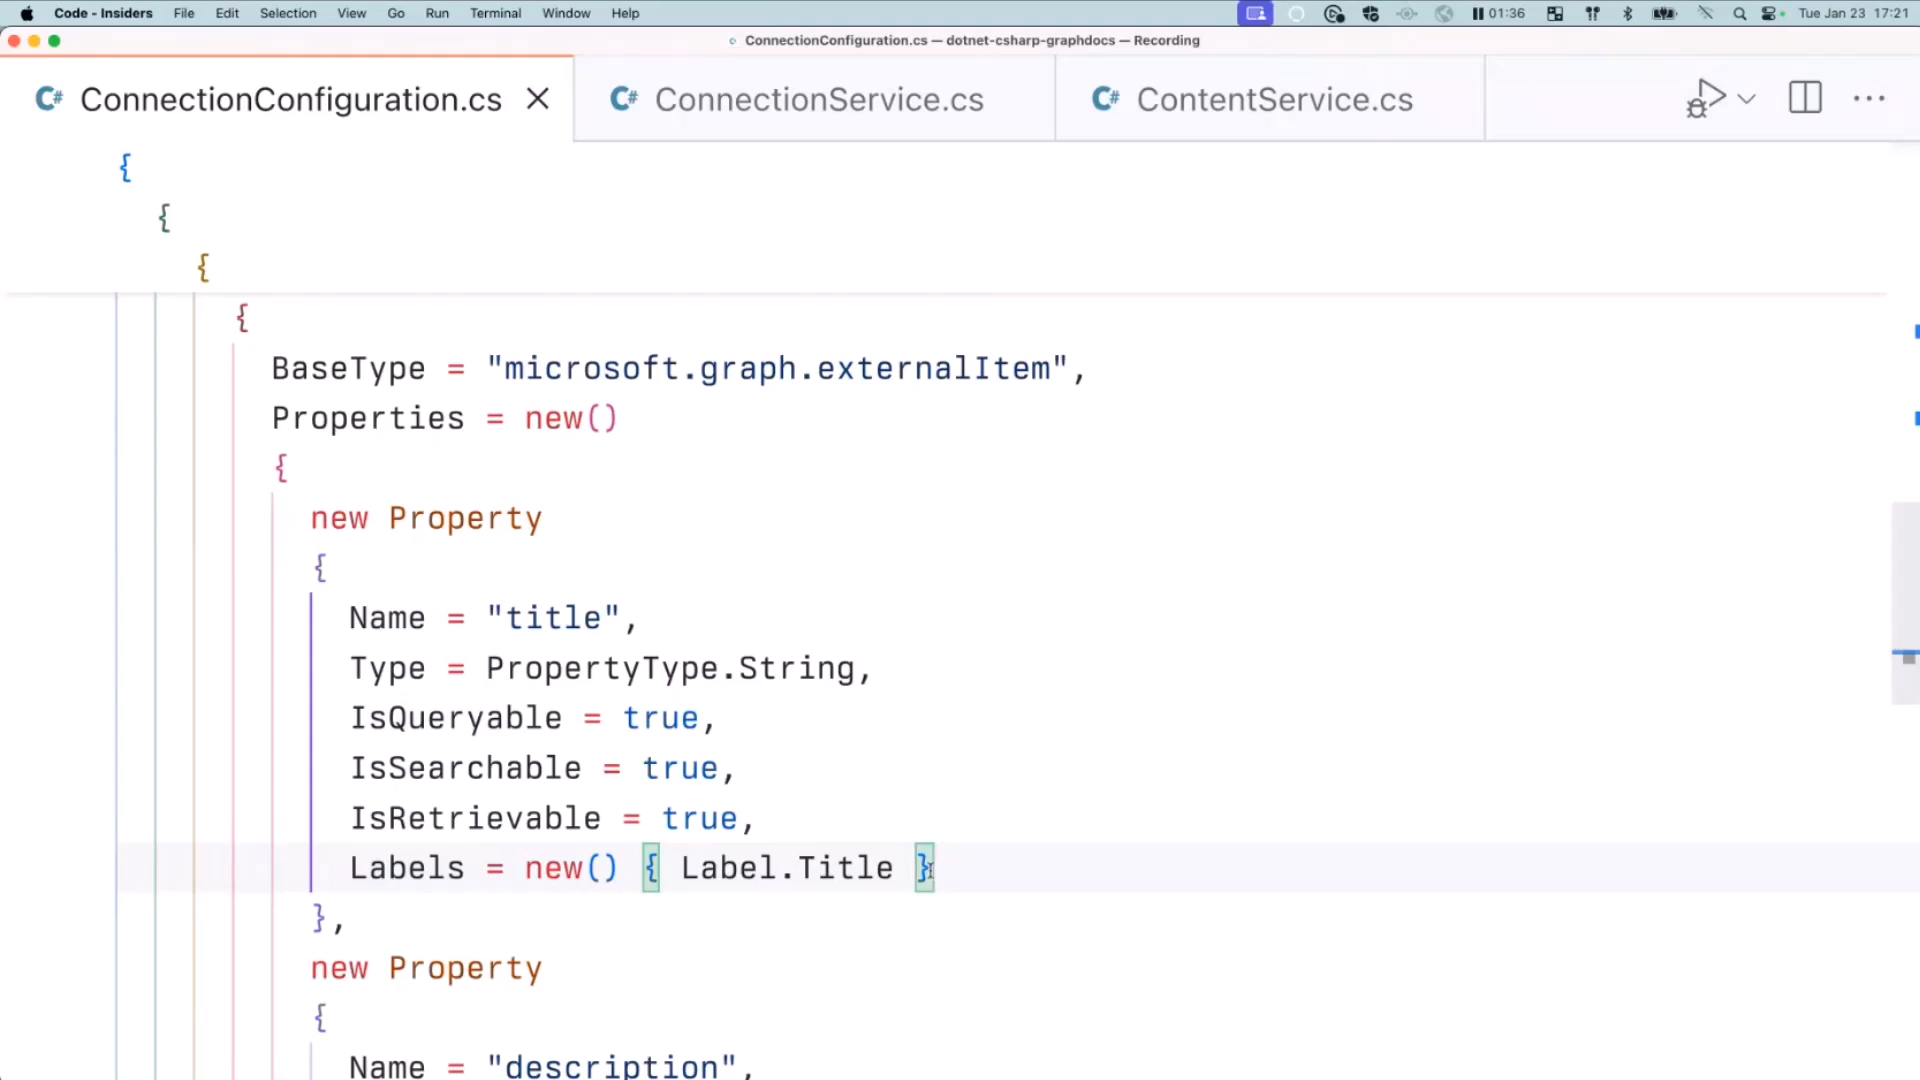 Code - Insiders File Edit Selection View Go Run Terminal Window Help 01:36 Tue Jan 23 17:21
ConnectionConfiguration.cs — dotnet-csharp-graphdocs — Recording
C# ConnectionConfiguration.cs C# ConnectionService.cs C# ContentService.cs
{
{
{
{
BaseType = "microsoft.graph.externalItem",
Properties = new()
{
new Property
{
Name = "title",
Type = PropertyType.String,
IsQueryable = true,
IsSearchable = true,
IsRetrievable = true,
Labels = new() { Label.Title }
},
new Property
{
Name = "description",